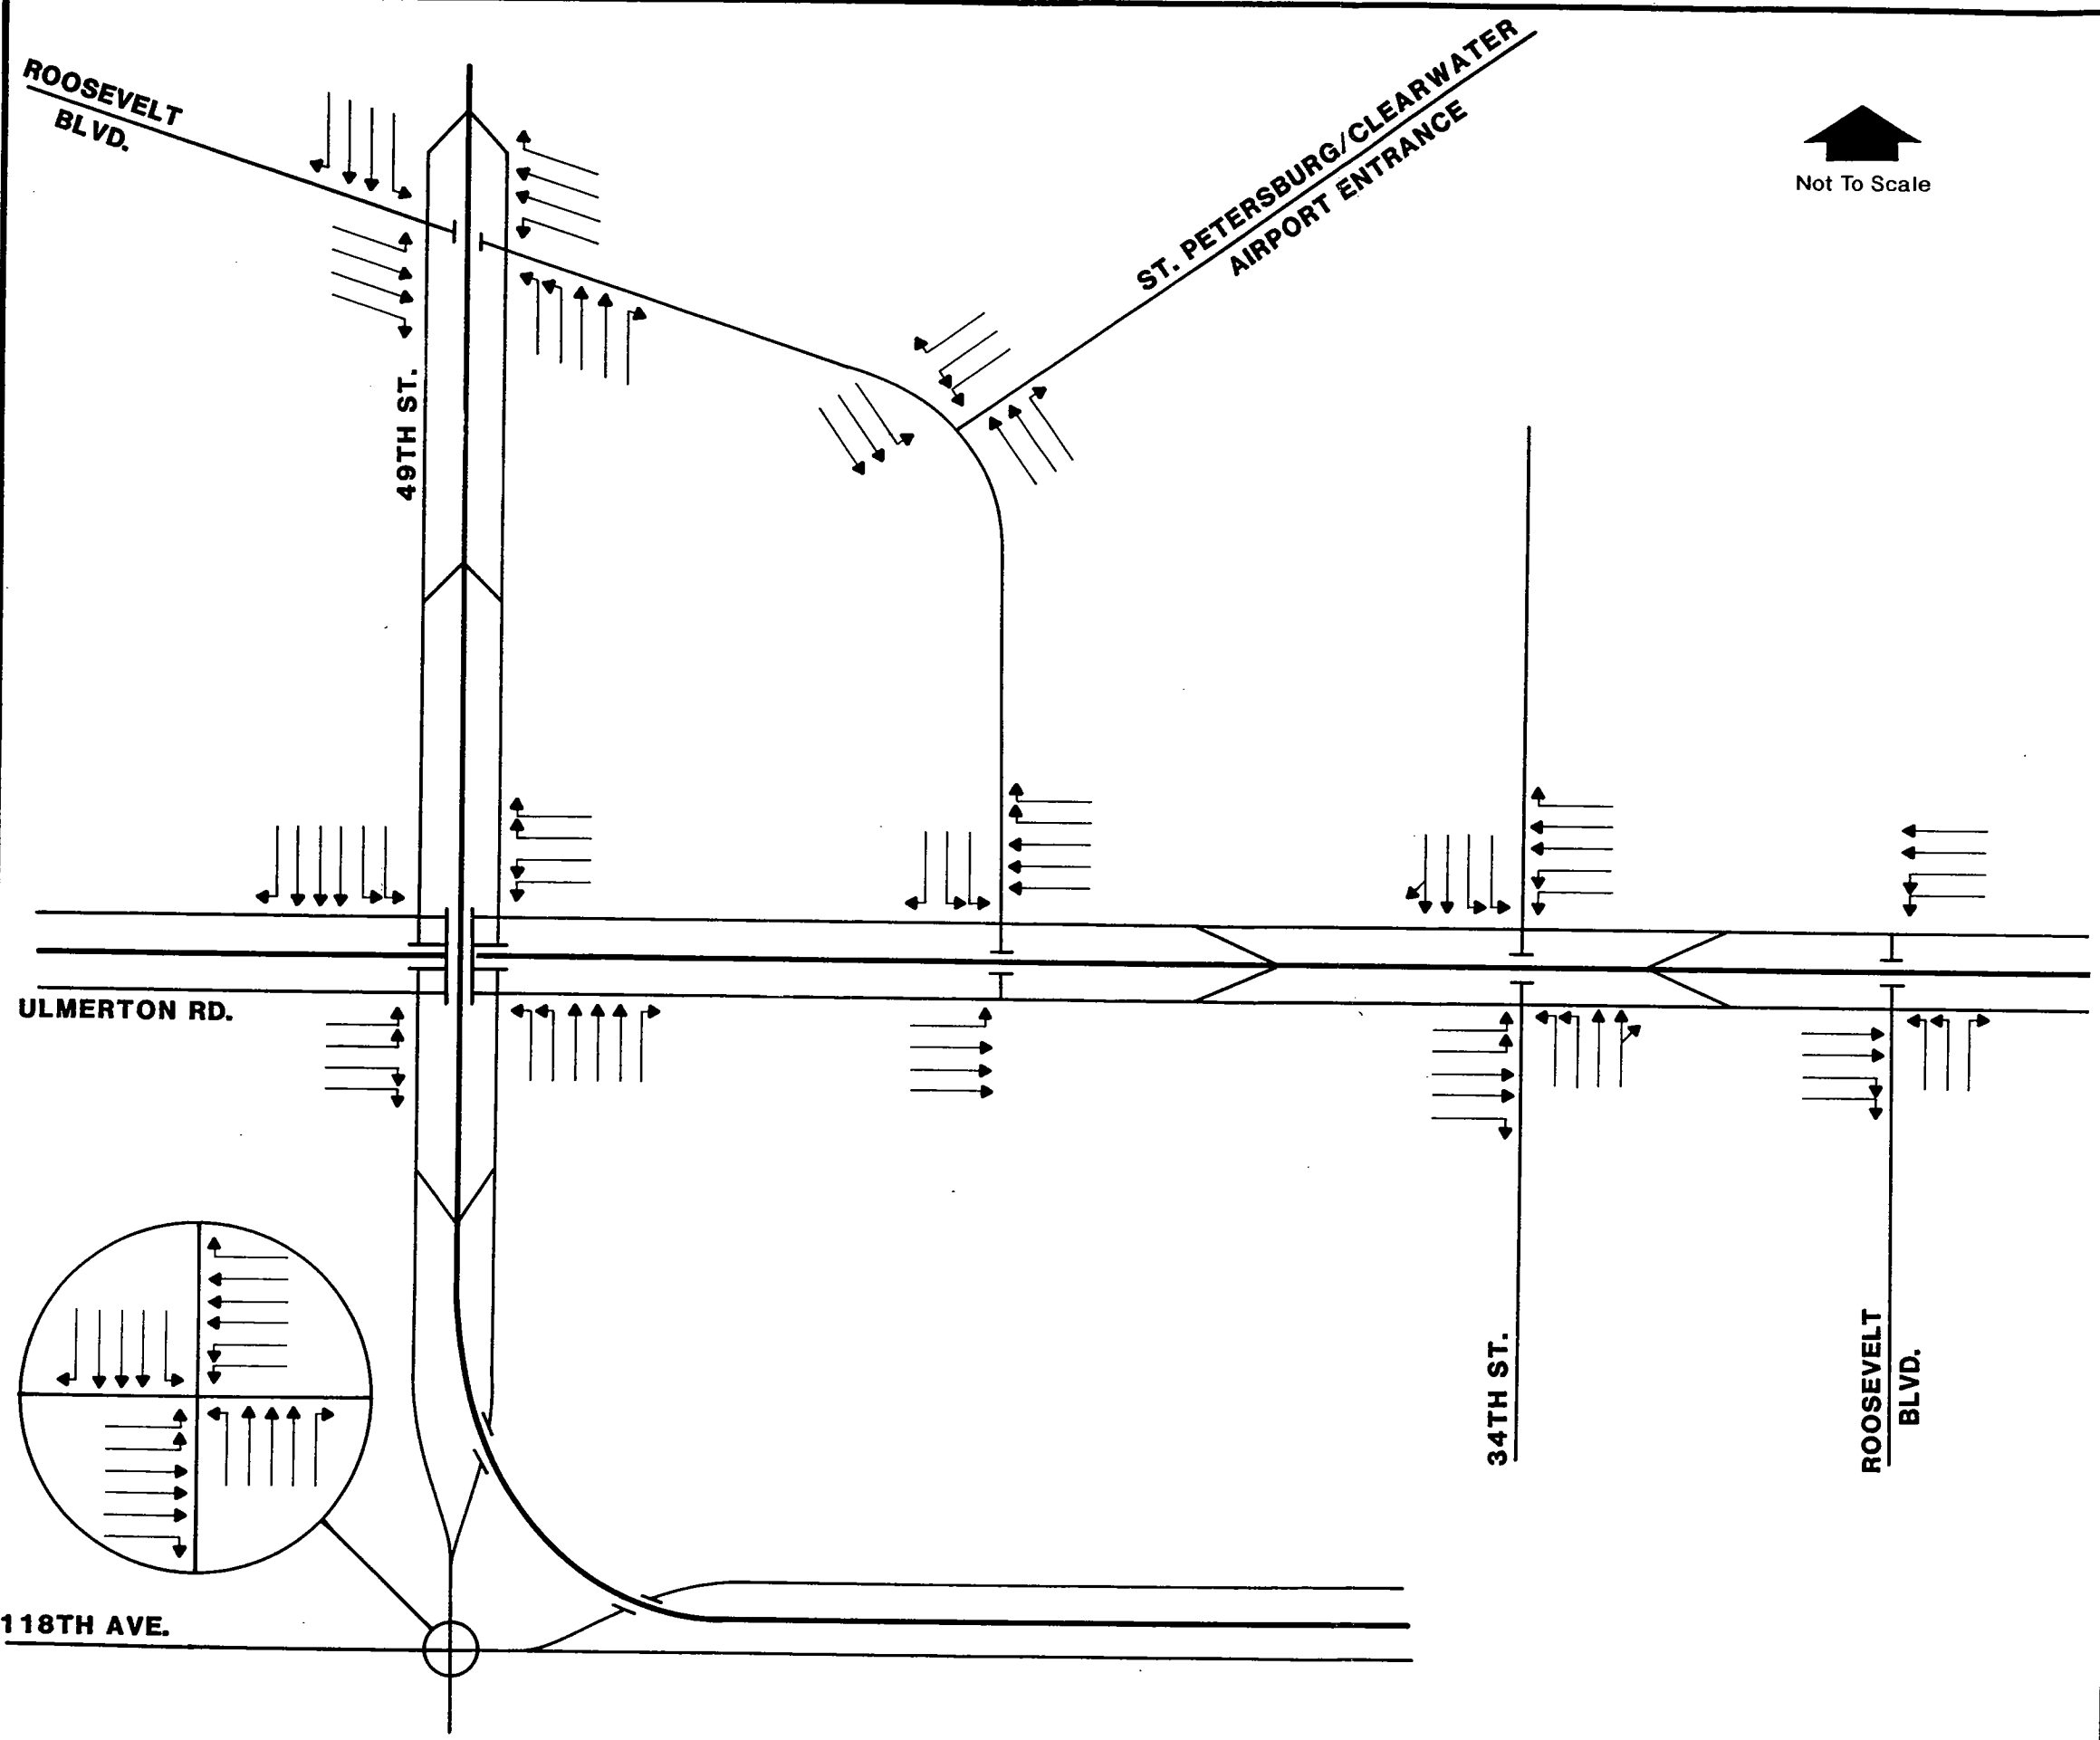 ROOSEVELT
BLVD.
ST. PETERSBURG/CLEARWATER
AIRPORT ENTRANCE
Not To Scale
49TH ST.
ULMERTON RD.
34TH ST.
ROOSEVELT
BLVD.
118TH AVE.